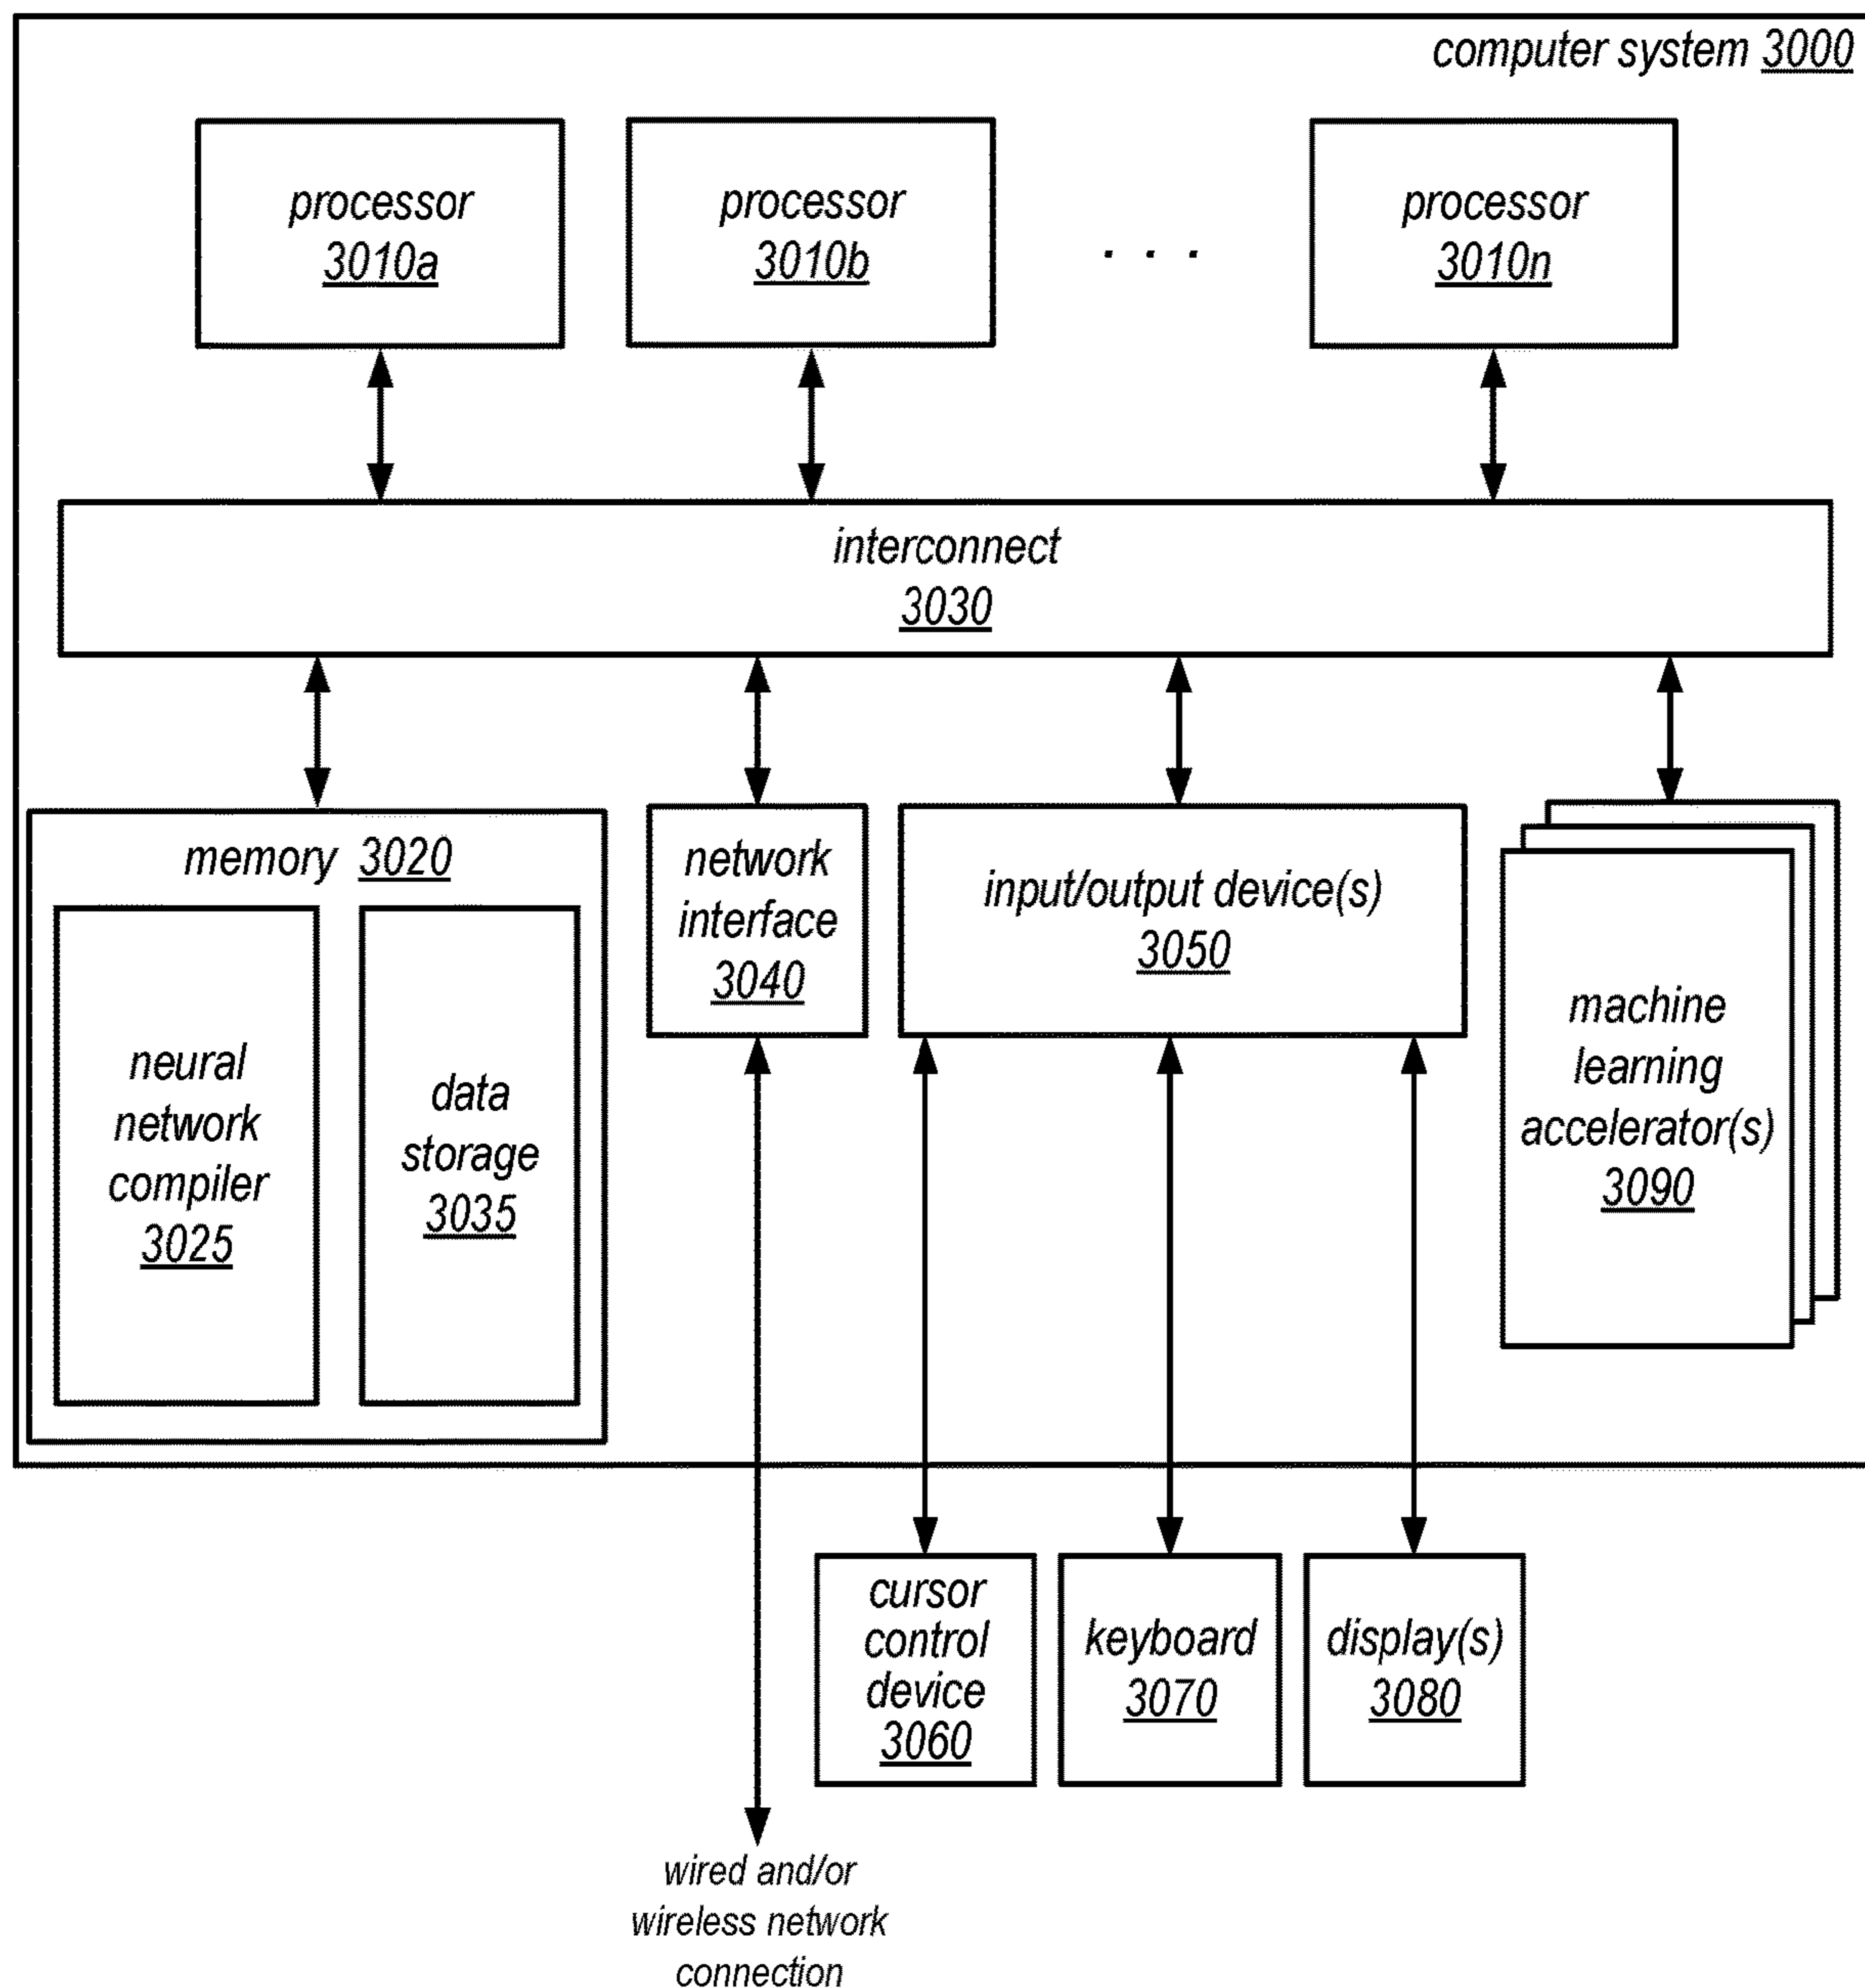 computer system 3000
processor
3010a
processor
3010b
. . .
processor
3010n
interconnect
3030
memory 3020
neural
network
compiler
3025
data
storage
3035
network
interface
3040
input/output device(s)
3050
machine
learning
accelerator(s)
3090
cursor
control
device
3060
keyboard
3070
display(s)
3080
wired and/or
wireless network
connection